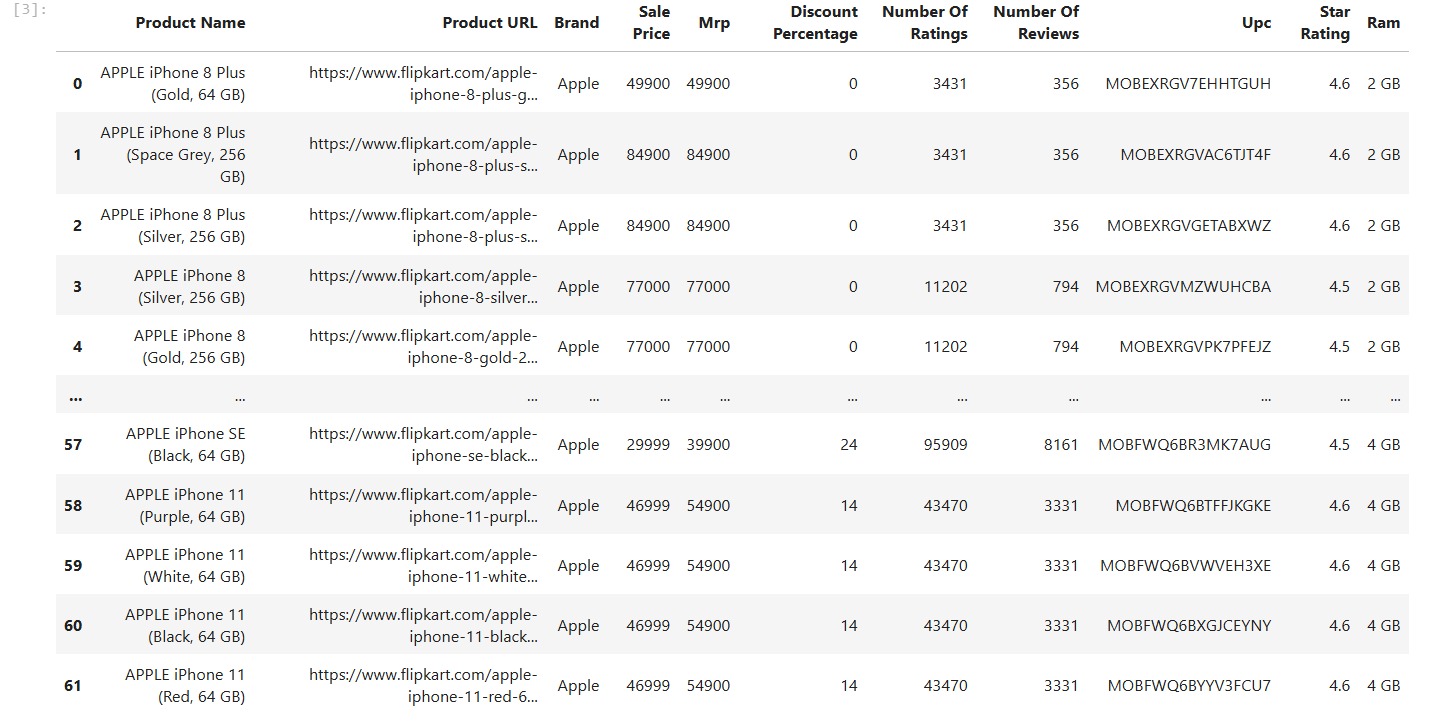 [3]:
Product Name Product URL Brand Sale Price Mrp Discount Percentage Number Of Ratings Number Of Reviews Upc Star Rating Ram
0 APPLE iPhone 8 Plus (Gold, 64 GB) https://www.flipkart.com/apple-iphone-8-plus-g... Apple 49900 49900 0 3431 356 MOBEXRGV7EHHTGUH 4.6 2 GB
1 APPLE iPhone 8 Plus (Space Grey, 256 GB) https://www.flipkart.com/apple-iphone-8-plus-s... Apple 84900 84900 0 3431 356 MOBEXRGVAC6TJT4F 4.6 2 GB
2 APPLE iPhone 8 Plus (Silver, 256 GB) https://www.flipkart.com/apple-iphone-8-plus-s... Apple 84900 84900 0 3431 356 MOBEXRGVGETABXWZ 4.6 2 GB
3 APPLE iPhone 8 (Silver, 256 GB) https://www.flipkart.com/apple-iphone-8-silver... Apple 77000 77000 0 11202 794 MOBEXRGVMZWUHCBA 4.5 2 GB
4 APPLE iPhone 8 (Gold, 256 GB) https://www.flipkart.com/apple-iphone-8-gold-2... Apple 77000 77000 0 11202 794 MOBEXRGVPK7PFEJZ 4.5 2 GB
... ... ... ... ... ... ... ... ... ... ... ...
57 APPLE iPhone SE (Black, 64 GB) https://www.flipkart.com/apple-iphone-se-black... Apple 29999 39900 24 95909 8161 MOBFWQ6BR3MK7AUG 4.5 4 GB
58 APPLE iPhone 11 (Purple, 64 GB) https://www.flipkart.com/apple-iphone-11-purpl... Apple 46999 54900 14 43470 3331 MOBFWQ6BTFFJKGKE 4.6 4 GB
59 APPLE iPhone 11 (White, 64 GB) https://www.flipkart.com/apple-iphone-11-white... Apple 46999 54900 14 43470 3331 MOBFWQ6BVWVEH3XE 4.6 4 GB
60 APPLE iPhone 11 (Black, 64 GB) https://www.flipkart.com/apple-iphone-11-black... Apple 46999 54900 14 43470 3331 MOBFWQ6BXGJCEYNY 4.6 4 GB
61 APPLE iPhone 11 (Red, 64 GB) https://www.flipkart.com/apple-iphone-11-red-6... Apple 46999 54900 14 43470 3331 MOBFWQ6BYYV3FCU7 4.6 4 GB